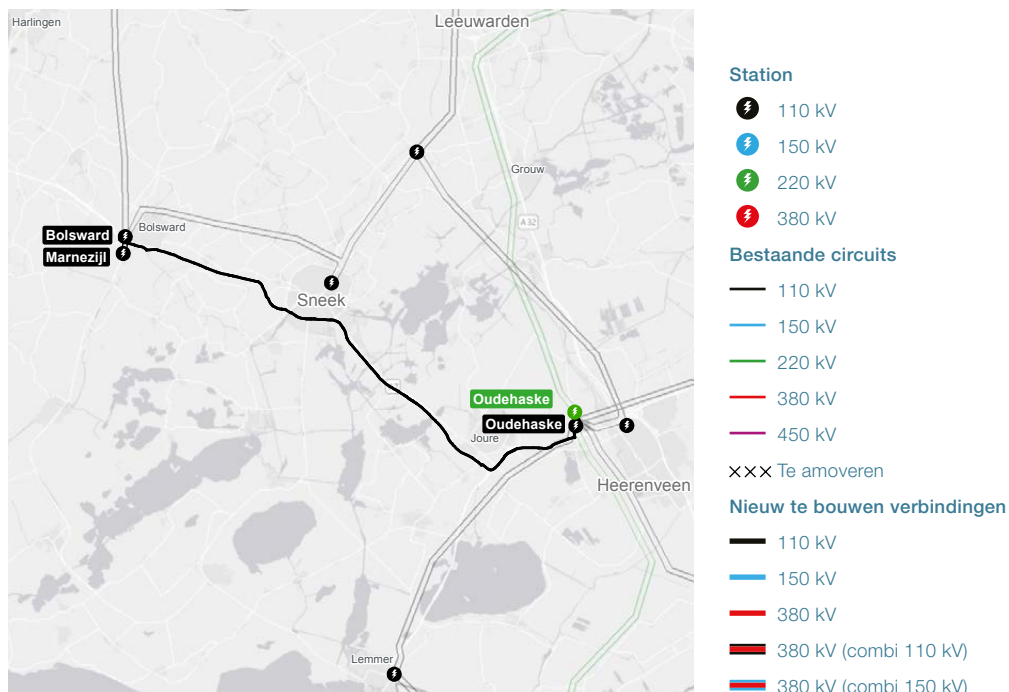 Harlingen
Leeuwarden
Grouw
A32
Bolsward
Bolsward
Marnezijl
Sneek
Oudehaske
Oudehaske
Joure
Heerenveen
Lemmer
Station
110 kV
150 kV
220 kV
380 kV
Bestaande circuits
110 kV
150 kV
220 kV
380 kV
450 kV
Te amoveren
Nieuw te bouwen verbindingen
110 kV
150 kV
380 kV
380 kV (combi 110 kV)
380 kV (combi 150 kV)